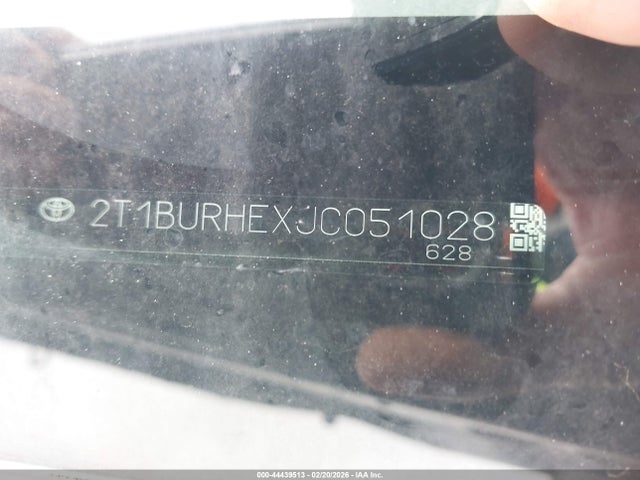 2T1BURHEXJC051028
628
000-44439513 — 02/20/2026 — IAA Inc.